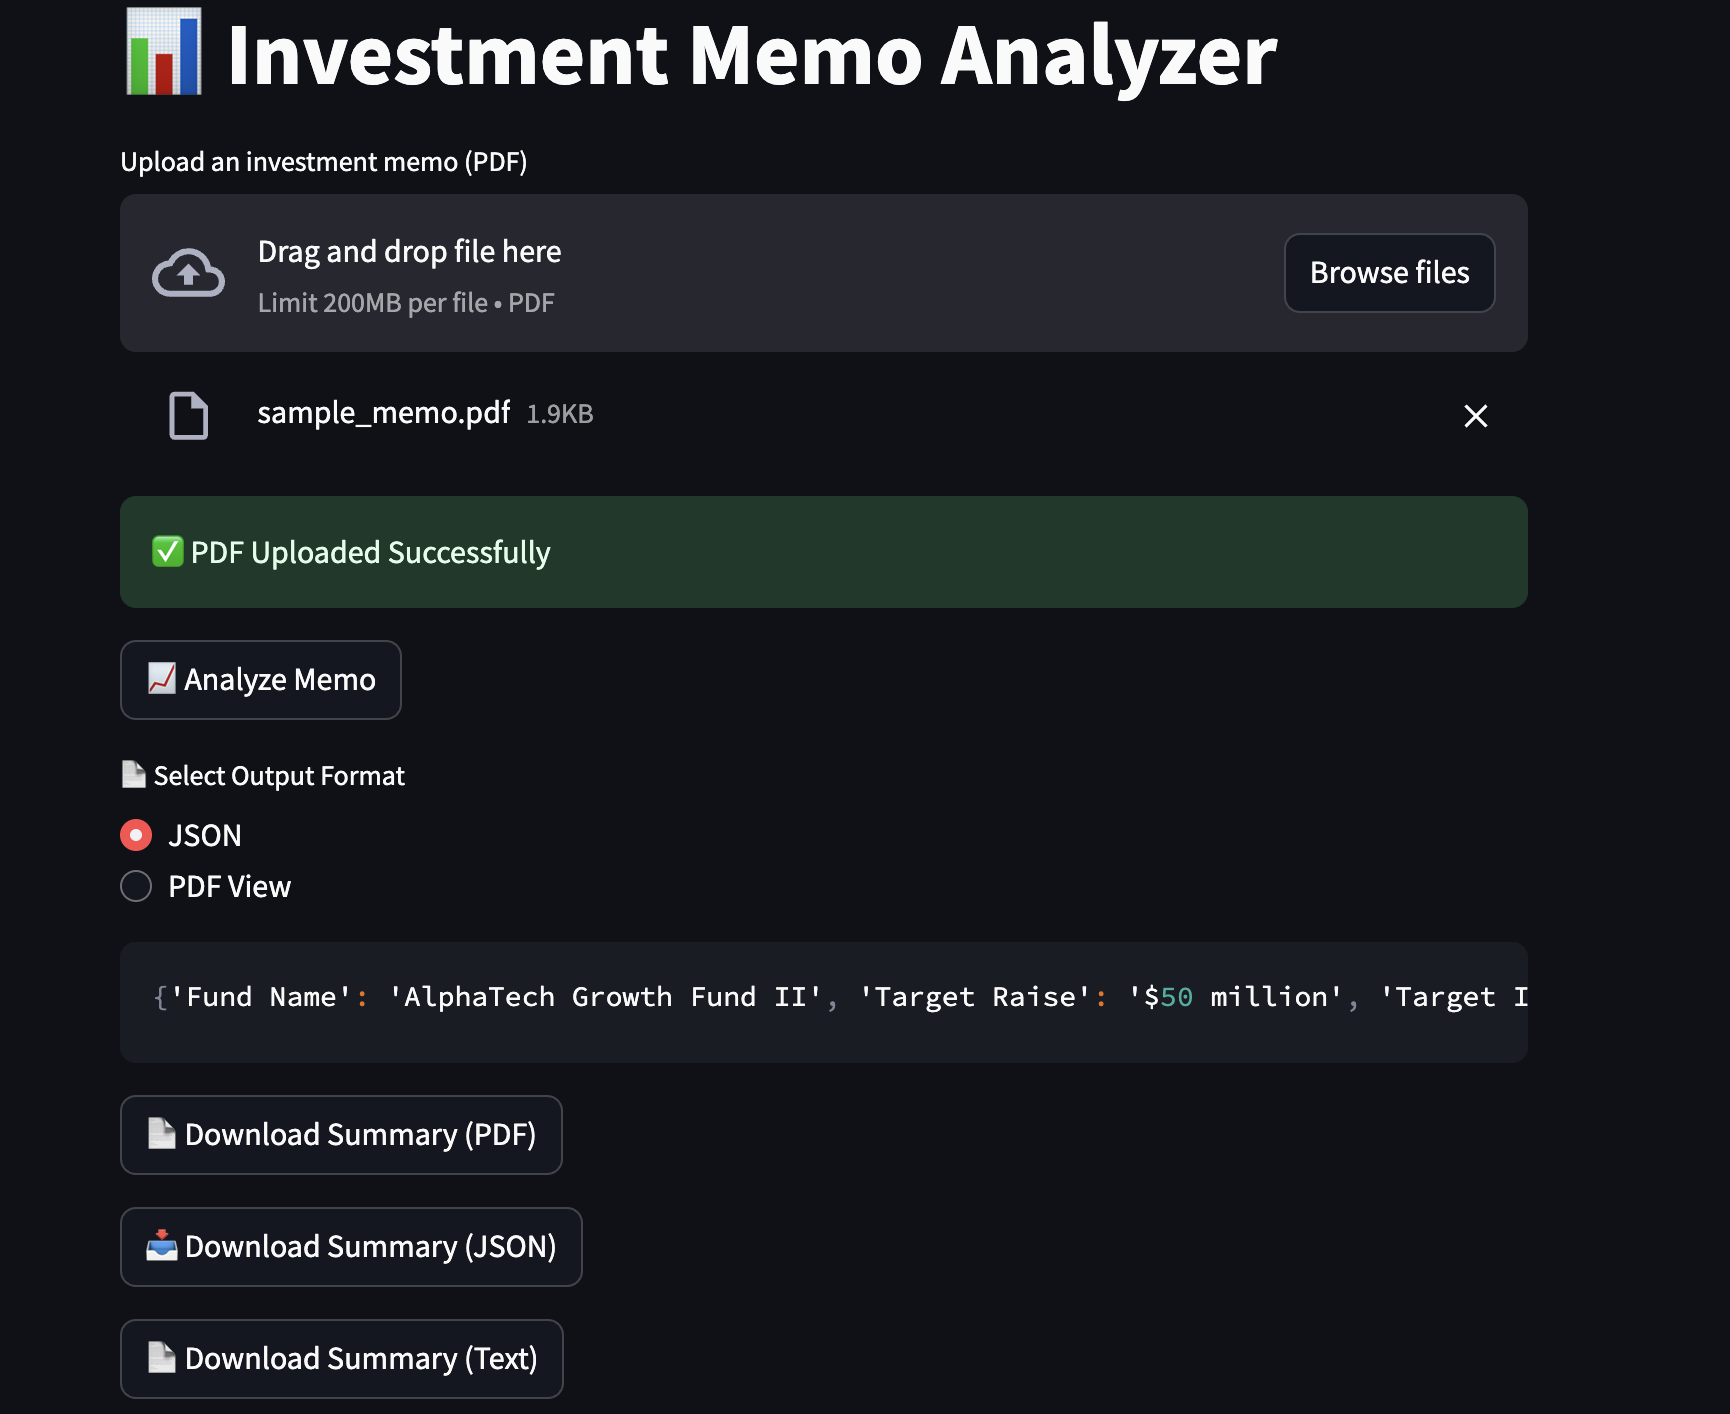 Investment Memo Analyzer
Upload an investment memo (PDF)
Drag and drop file here
Browse files
Limit 200MB per file • PDF
sample_memo.pdf 1.9KB
PDF Uploaded Successfully
Analyze Memo
Select Output Format
JSON
PDF View
{'Fund Name': 'AlphaTech Growth Fund II', 'Target Raise': '$50 million', 'Target I
Download Summary (PDF)
Download Summary (JSON)
Download Summary (Text)